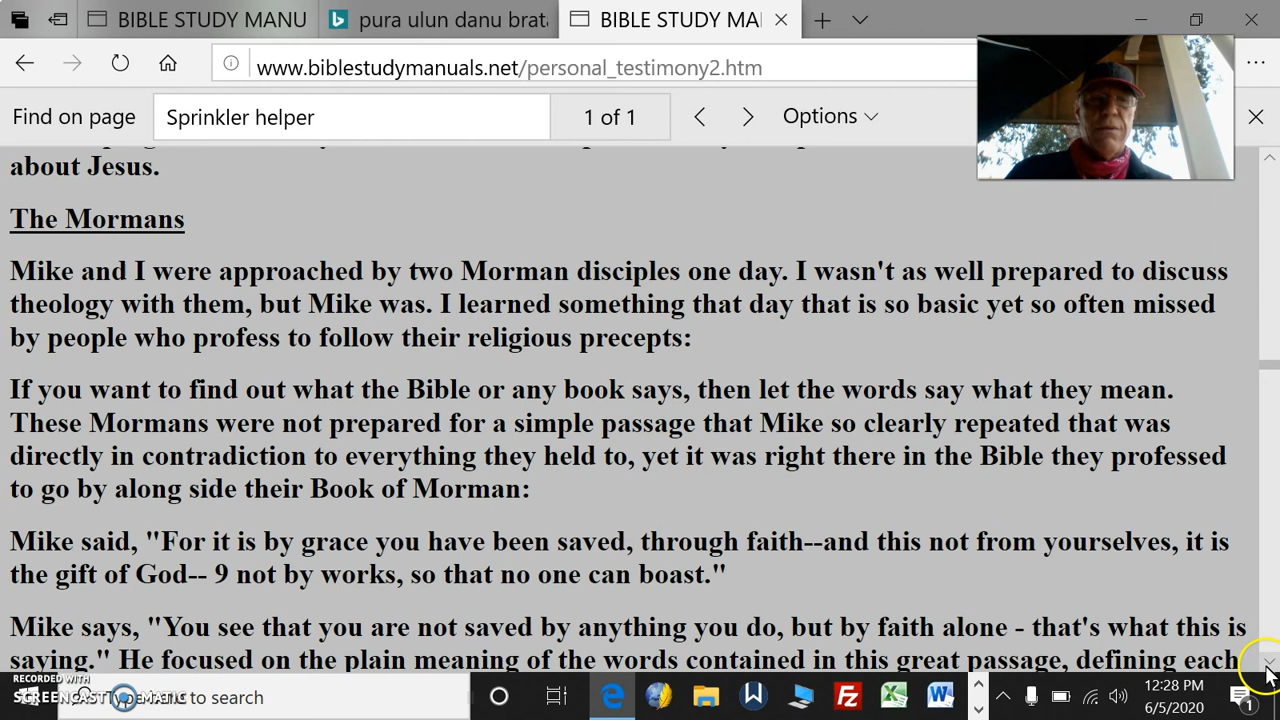 BIBLE STUDY MANU
pura ulun danu brata
BIBLE STUDY MAI
www.biblestudymanuals.net/personal_testimony2.htm
Find on page
Sprinkler helper
1 of 1
Options
about Jesus.
The Mormans
Mike and I were approached by two Morman disciples one day. I wasn't as well prepared to discuss
theology with them, but Mike was. I learned something that day that is so basic yet so often missed
by people who profess to follow their religious precepts:
If you want to find out what the Bible or any book says, then let the words say what they mean.
These Mormans were not prepared for a simple passage that Mike so clearly repeated that was
directly in contradiction to everything they held to, yet it was right there in the Bible they professed
to go by along side their Book of Morman:
Mike said, "For it is by grace you have been saved, through faith--and this not from yourselves, it is
the gift of God-- 9 not by works, so that no one can boast."
Mike says, "You see that you are not saved by anything you do, but by faith alone - that's what this is
saying." He focused on the plain meaning of the words contained in this great passage, defining each
RECORDED WITH
SCREENCAST MATIC
to search
12:28 PM
6/5/2020
1